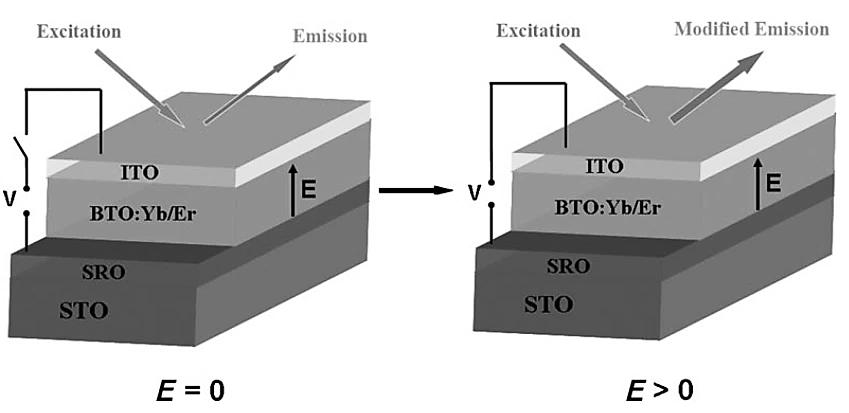 Excitation
Emission
ITO
E
V
BTO:Yb/Er
SRO
STO
E = 0
Excitation
Modified Emission
ITO
E
V
BTO:Yb/Er
SRO
STO
E > 0